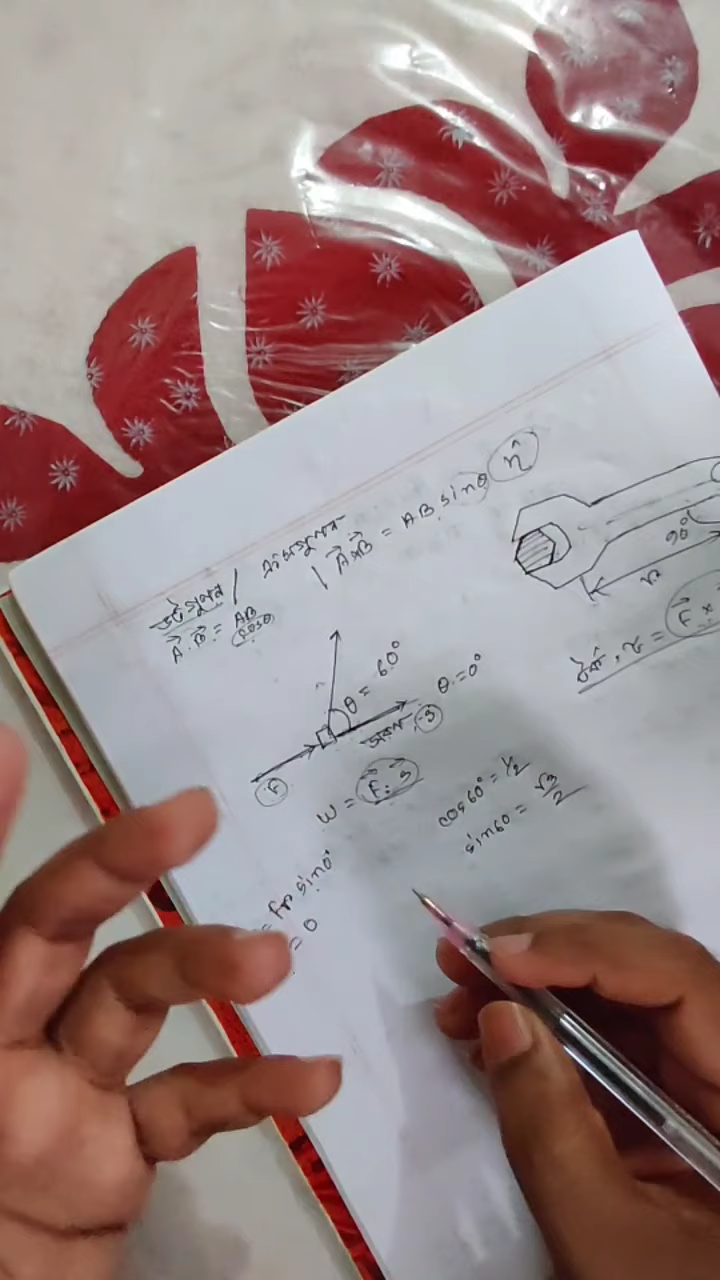 ডটগুণন / ক্রসগুণন
A⃗.B⃗ = AB cosθ | A⃗×B⃗ = AB sinθ n̂
90°
r
টর্ক, τ = F⃗ ×
θ = 60°
θ = 0°
সরণ, s
F
W = F⃗. s⃗
cos60° = 1/2
sin60 = √3/2
= Fr sin0°
= 0